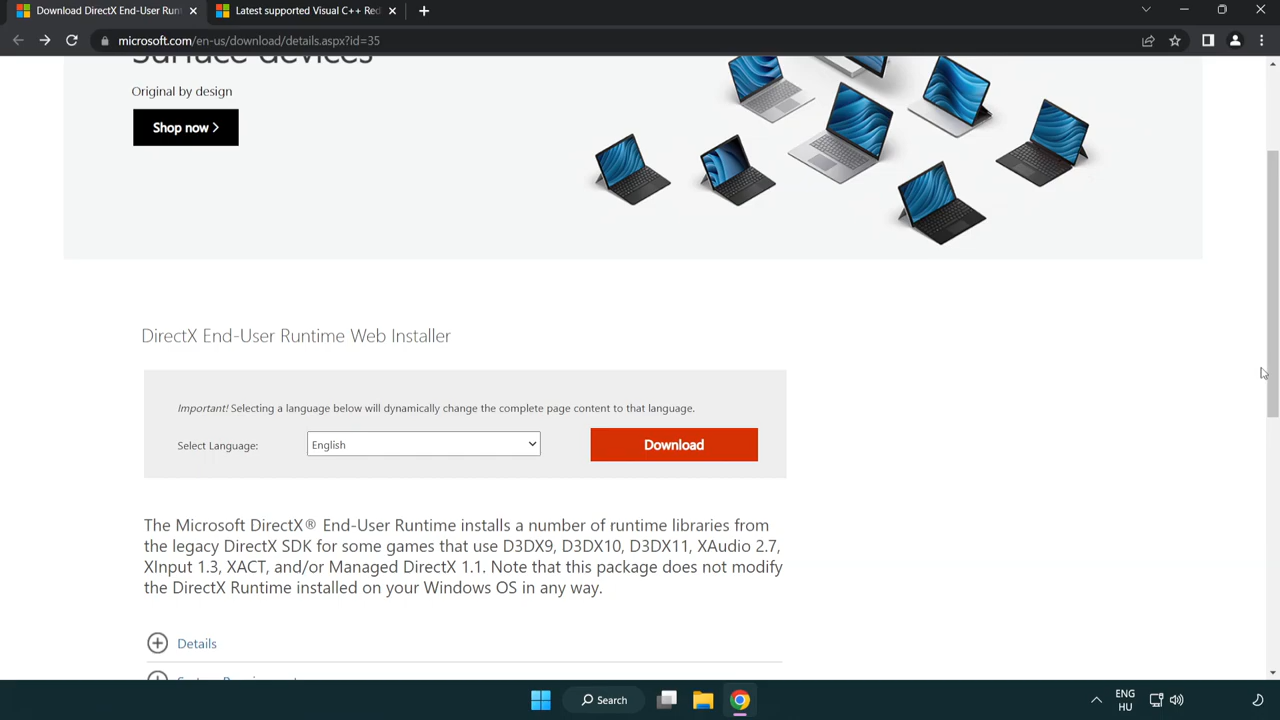 Download DirectX End-User Run
Latest supported Visual C++ Red
microsoft.com/en-us/download/details.aspx?id=35
Surface devices
Original by design
Shop now
DirectX End-User Runtime Web Installer
Important! Selecting a language below will dynamically change the complete page content to that language.
Select Language:
English
Download
The Microsoft DirectX® End-User Runtime installs a number of runtime libraries from
the legacy DirectX SDK for some games that use D3DX9, D3DX10, D3DX11, XAudio 2.7,
XInput 1.3, XACT, and/or Managed DirectX 1.1. Note that this package does not modify
the DirectX Runtime installed on your Windows OS in any way.
Details
System Requirements
Search
ENG
HU